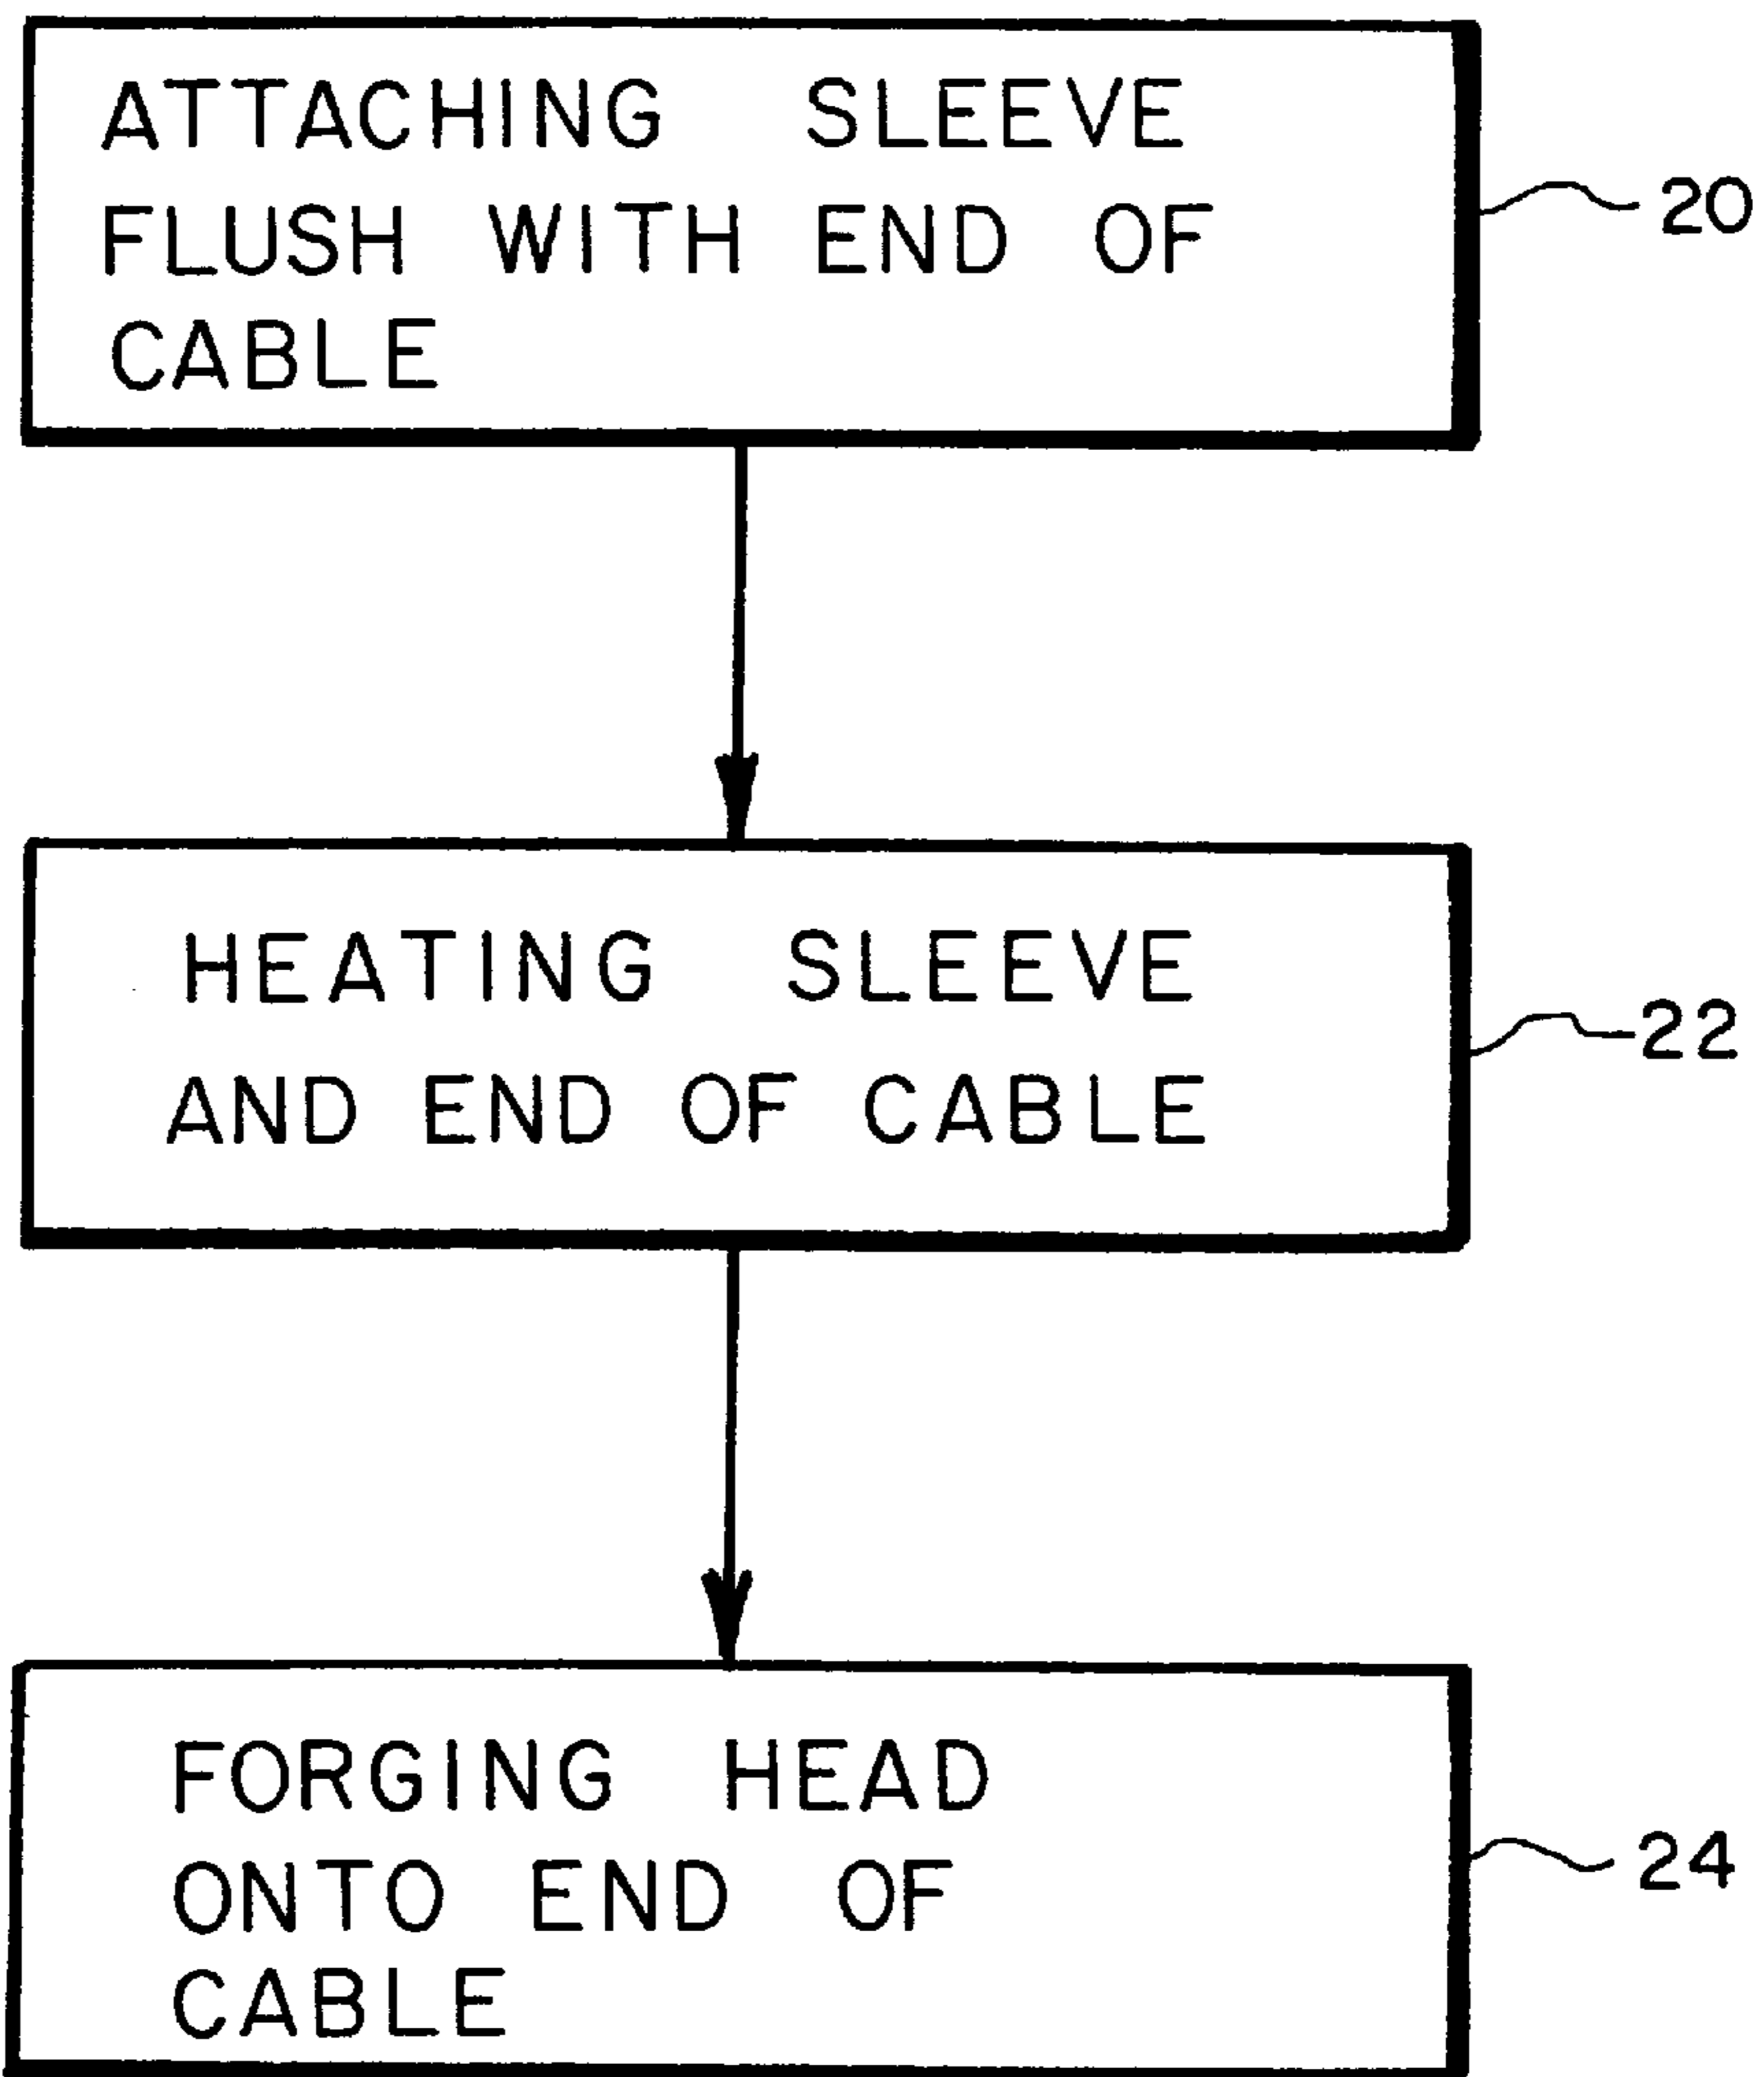 ATTACHING SLEEVE
FLUSH WITH END OF
CABLE
20
HEATING SLEEVE
AND END OF CABLE
22
FORGING HEAD
ONTO END OF
CABLE
24